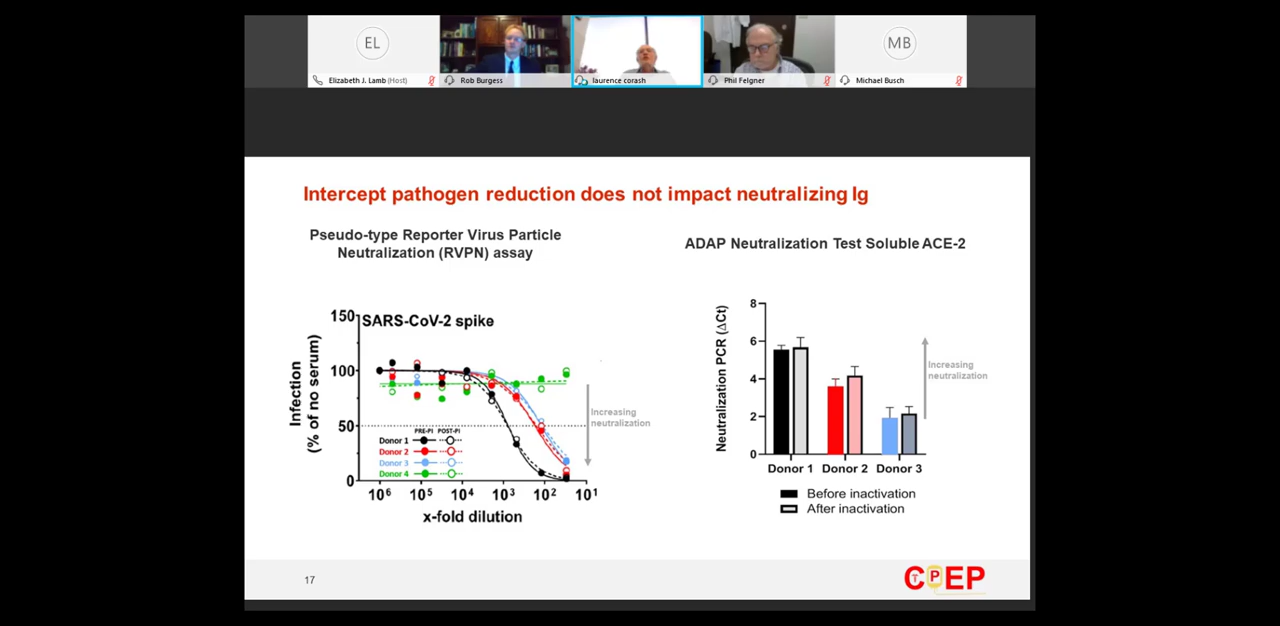 EL
MB
Elizabeth J. Lamb (Host)
Rob Burgess
laurence corash
Phil Felgner
Michael Busch
Intercept pathogen reduction does not impact neutralizing Ig
Pseudo-type Reporter Virus Particle
Neutralization (RVPN) assay
SARS-CoV-2 spike
Infection
(% of no serum)
150
100
50
0
PRE-PI POST-PI
Donor 1
Donor 2
Donor 3
Donor 4
Increasing
neutralization
10⁶ 10⁵ 10⁴ 10³ 10² 10¹
x-fold dilution
ADAP Neutralization Test Soluble ACE-2
Neutralization PCR (ΔCt)
8
6
4
2
0
Increasing
neutralization
Donor 1 Donor 2 Donor 3
Before inactivation
After inactivation
17
CTPEP